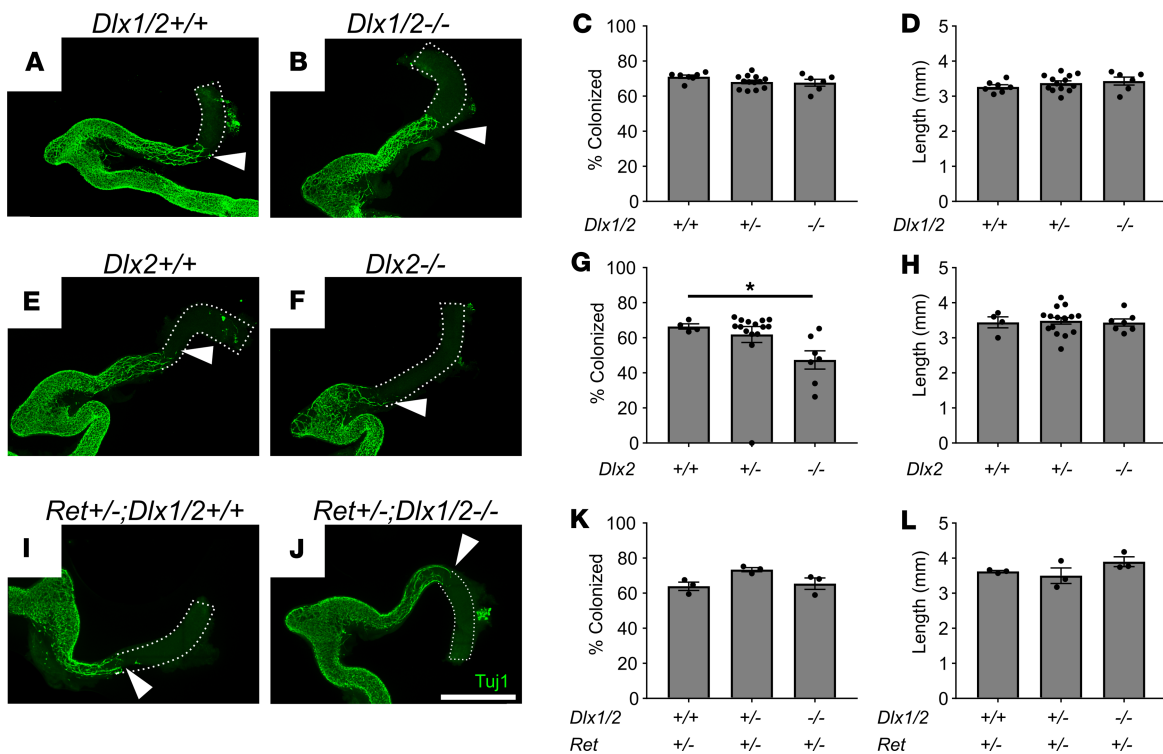 Dlx1/2+/+
Dlx1/2-/-
A
B
C
% Colonized
100
80
60
40
20
0
Dlx1/2
+/+
+/-
-/-
D
Length (mm)
5
4
3
2
1
0
Dlx1/2
+/+
+/-
-/-
Dlx2+/+
Dlx2-/-
E
F
G
% Colonized
100
80
60
40
20
0
*
Dlx2
+/+
+/-
-/-
H
Length (mm)
5
4
3
2
1
0
Dlx2
+/+
+/-
-/-
Ret+/-;Dlx1/2+/+
Ret+/-;Dlx1/2-/-
I
J
Tuj1
K
% Colonized
100
80
60
40
20
0
Dlx1/2
+/+
+/-
-/-
Ret
+/-
+/-
+/-
L
Length (mm)
5
4
3
2
1
0
Dlx1/2
+/+
+/-
-/-
Ret
+/-
+/-
+/-